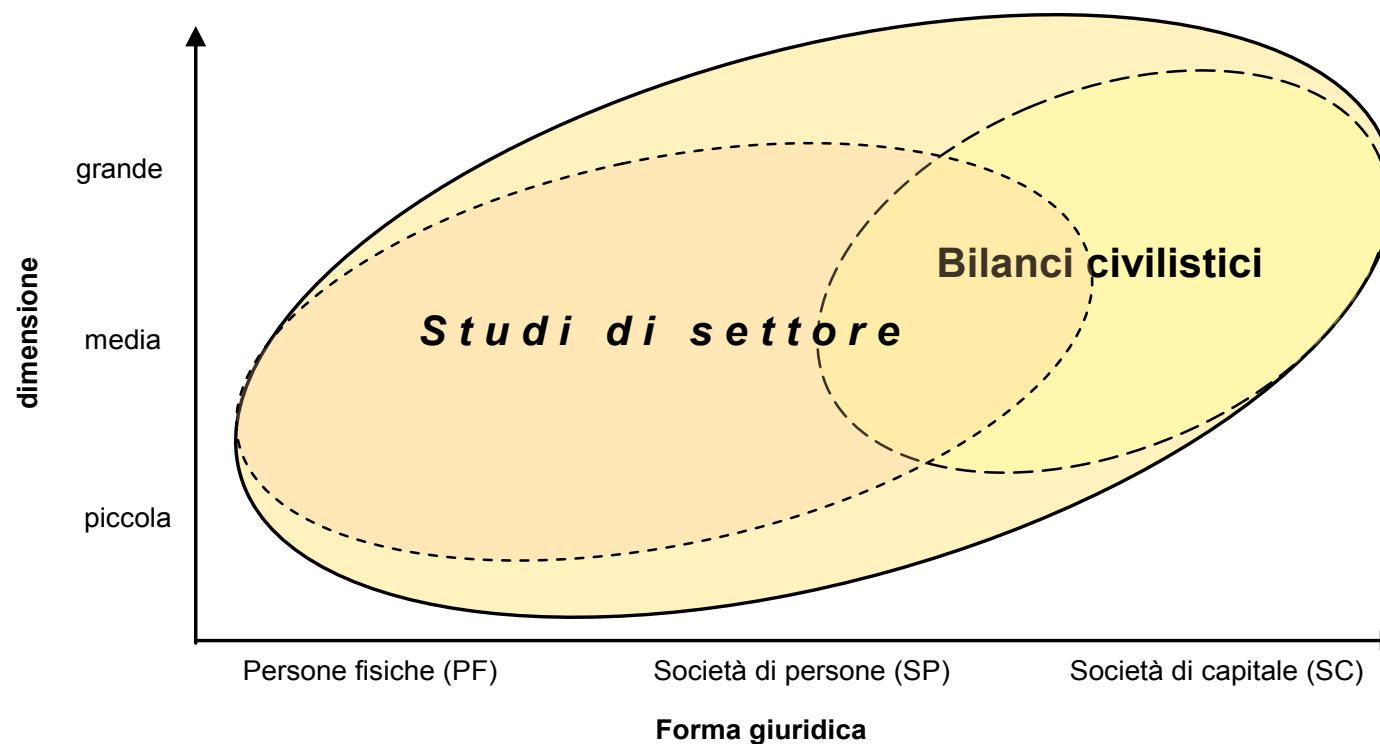 grande
Bilanci civilistici
dimensione
Studi di settore
media
piccola
Persone fisiche (PF) Società di persone (SP) Società di capitale (SC)
Forma giuridica